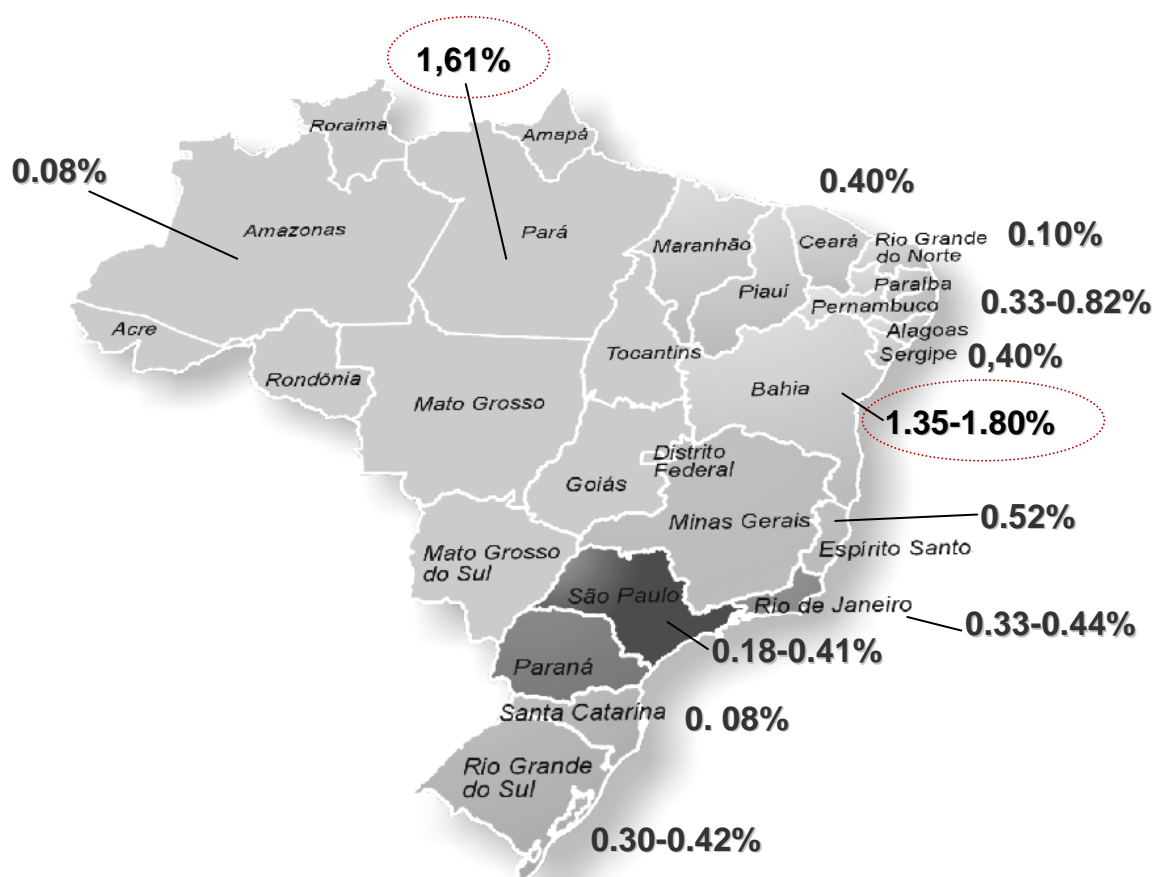 1,61%
Roraima
Amapá
0.08%
0.40%
Amazonas
Pará
Maranhão
Ceará
Rio Grande
do Norte
0.10%
Paraíba
Piauí
Pernambuco
0.33-0.82%
Acre
Alagoas
Tocantins
Sergipe
0,40%
Rondônia
Mato Grosso
Bahia
1.35-1.80%
Distrito
Federal
Goiás
Minas Gerais
0.52%
Espírito Santo
Mato Grosso
do Sul
São Paulo
Rio de Janeiro
0.33-0.44%
0.18-0.41%
Paraná
Santa Catarina
0. 08%
Rio Grande
do Sul
0.30-0.42%